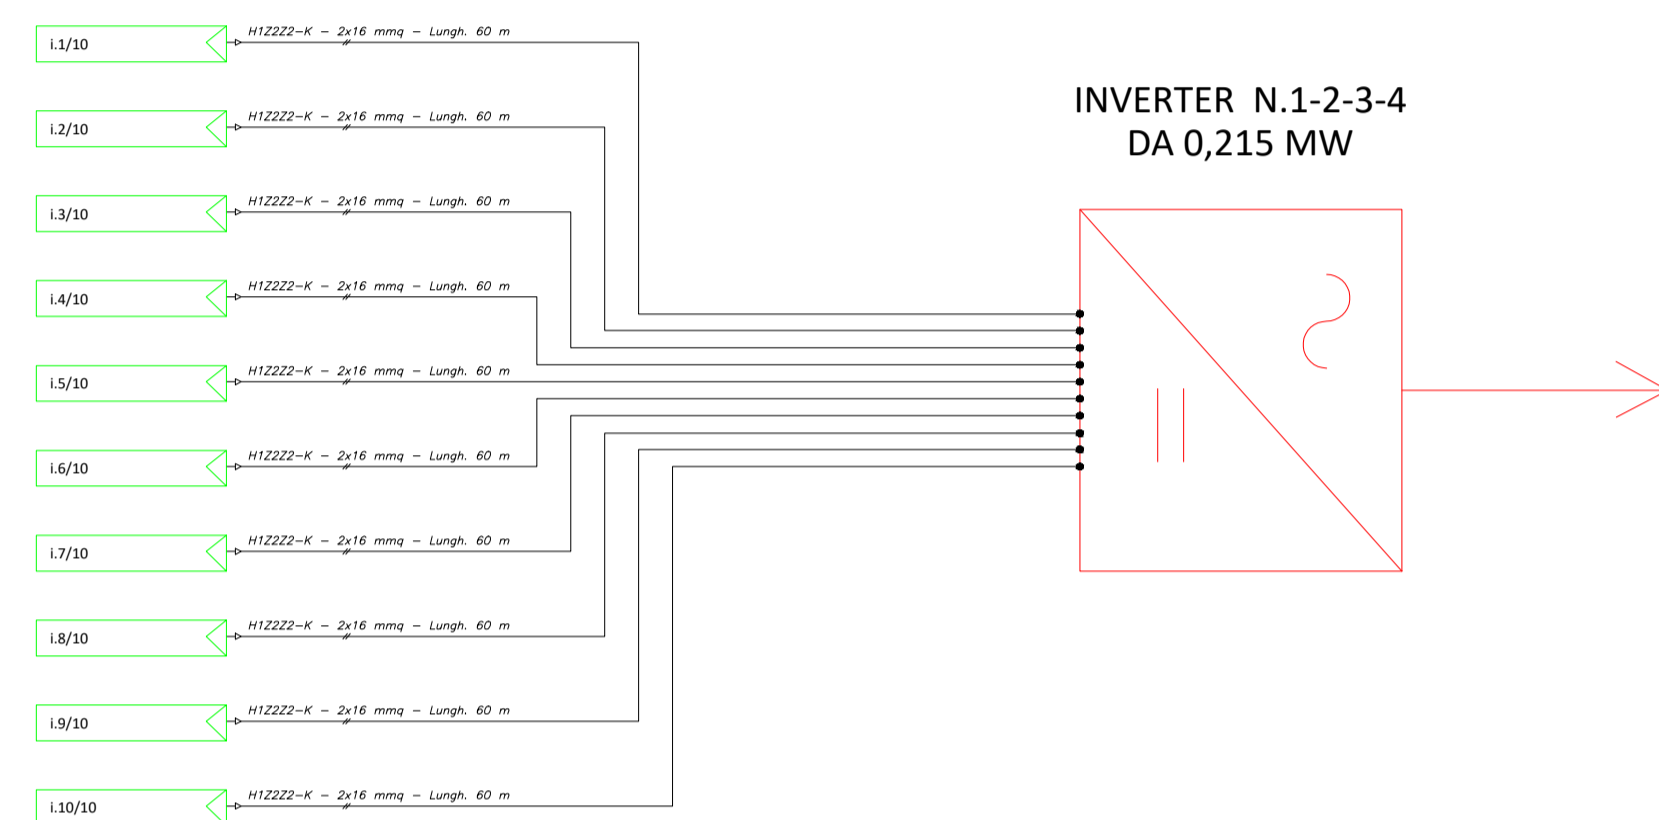 i.1/10 H1Z2Z2-K - 2x16 mmq - Lungh. 60 m
INVERTER N.1-2-3-4
DA 0,215 MW
i.2/10 H1Z2Z2-K - 2x16 mmq - Lungh. 60 m
i.3/10 H1Z2Z2-K - 2x16 mmq - Lungh. 60 m
i.4/10 H1Z2Z2-K - 2x16 mmq - Lungh. 60 m
i.5/10 H1Z2Z2-K - 2x16 mmq - Lungh. 60 m
i.6/10 H1Z2Z2-K - 2x16 mmq - Lungh. 60 m
i.7/10 H1Z2Z2-K - 2x16 mmq - Lungh. 60 m
i.8/10 H1Z2Z2-K - 2x16 mmq - Lungh. 60 m
i.9/10 H1Z2Z2-K - 2x16 mmq - Lungh. 60 m
i.10/10 H1Z2Z2-K - 2x16 mmq - Lungh. 60 m